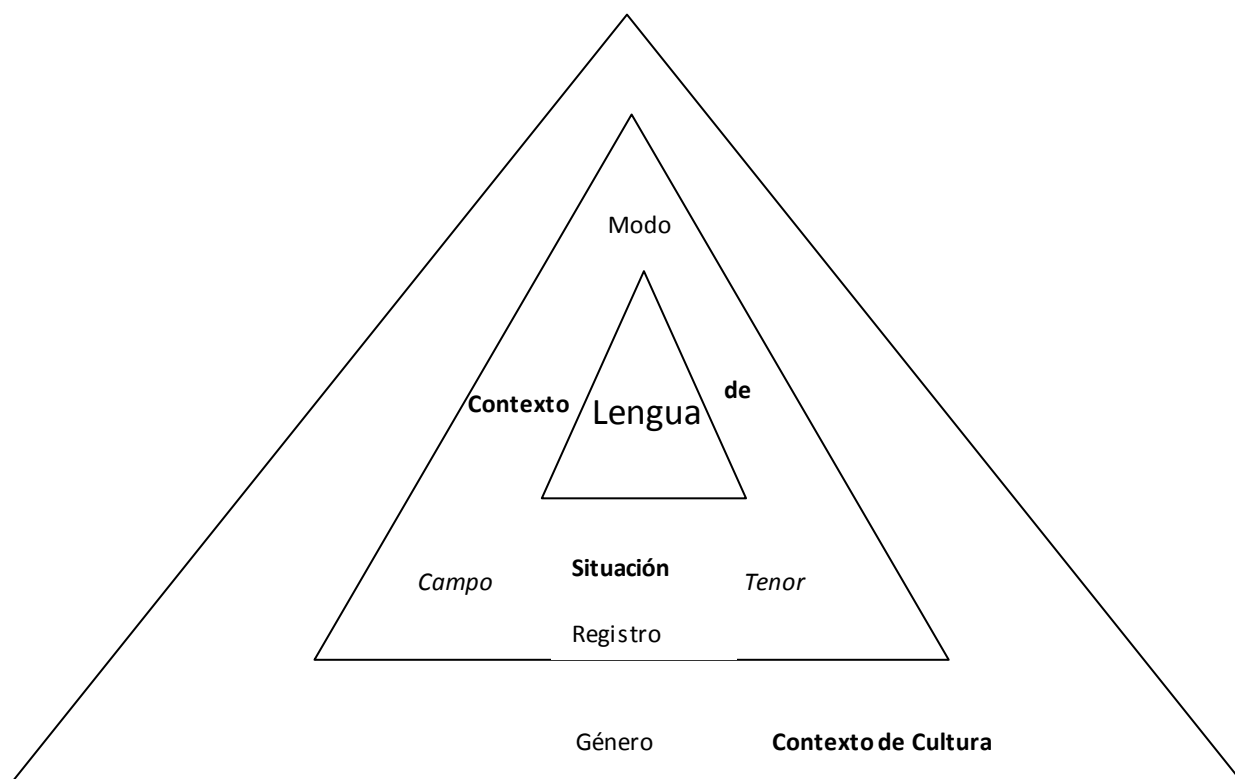 Modo
Contexto Lengua de
Situación
Campo Tenor
Registro
Género Contexto de Cultura